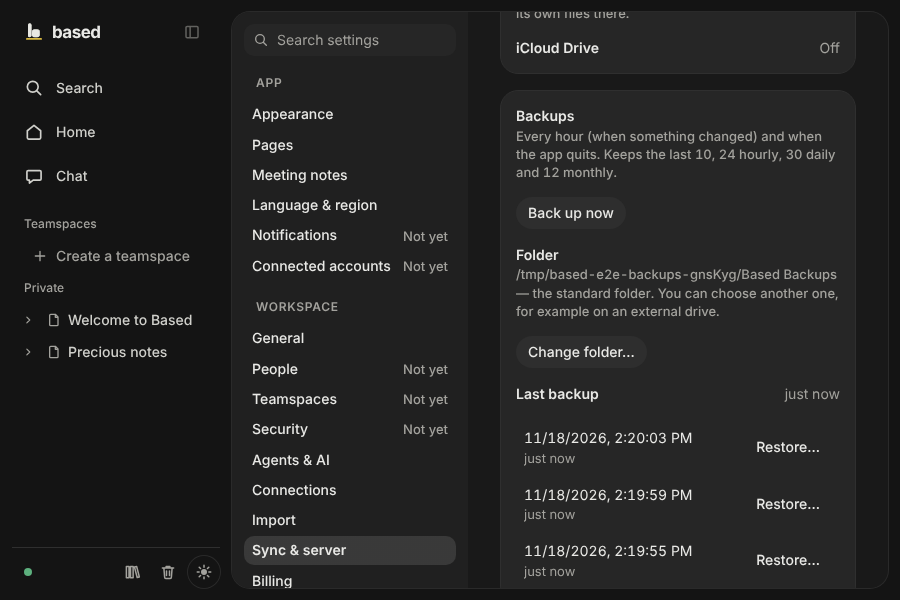 based
Search
Home
Chat
Teamspaces
Create a teamspace
Private
Welcome to Based
Precious notes
Search settings
APP
Appearance
Pages
Meeting notes
Language & region
Notifications Not yet
Connected accounts Not yet
WORKSPACE
General
People Not yet
Teamspaces Not yet
Security Not yet
Agents & AI
Connections
Import
Sync & server
Billing
its own files there.
iCloud Drive Off
Backups
Every hour (when something changed) and when
the app quits. Keeps the last 10, 24 hourly, 30 daily
and 12 monthly.
Back up now
Folder
/tmp/based-e2e-backups-gnsKyg/Based Backups
— the standard folder. You can choose another one,
for example on an external drive.
Change folder...
Last backup just now
11/18/2026, 2:20:03 PM
just now
Restore...
11/18/2026, 2:19:59 PM
just now
Restore...
11/18/2026, 2:19:55 PM
just now
Restore...